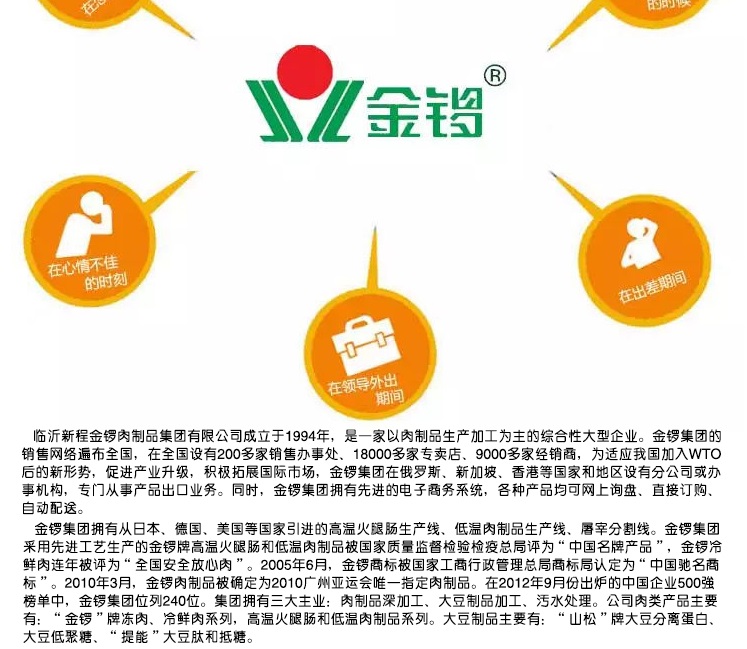 的时候
金锣®
在心情不佳
的时刻
在出差期间
在领导外出
期间
临沂新程金锣肉制品集团有限公司成立于1994年，是一家以肉制品生产加工为主的综合性大型企业。金锣集团的
销售网络遍布全国，在全国设有200多家销售办事处、18000多家专卖店、9000多家经销商，为适应我国加入WTO
后的新形势，促进产业升级，积极拓展国际市场，金锣集团在俄罗斯、新加坡、香港等国家和地区设有分公司或办
事机构，专门从事产品出口业务。同时，金锣集团拥有先进的电子商务系统，各种产品均可网上询盘、直接订购、
自动配送。
金锣集团拥有从日本、德国、美国等国家引进的高温火腿肠生产线、低温肉制品生产线、屠宰分割线。金锣集团
采用先进工艺生产的金锣牌高温火腿肠和低温肉制品被国家质量监督检验检疫总局评为“中国名牌产品”，金锣冷
鲜肉连年被评为“全国安全放心肉”。2005年6月，金锣商标被国家工商行政管理总局商标局认定为“中国驰名商
标”。2010年3月，金锣肉制品被确定为2010广州亚运会唯一指定肉制品。在2012年9月份出炉的中国企业500強
榜单中，金锣集团位列240位。集团拥有三大主业：肉制品深加工、大豆制品加工、污水处理。公司肉类产品主要
有：“金锣”牌冻肉、冷鲜肉系列，高温火腿肠和低温肉制品系列。大豆制品主要有：“山松”牌大豆分离蛋白、
大豆低聚糖、“提能”大豆肽和抵糖。